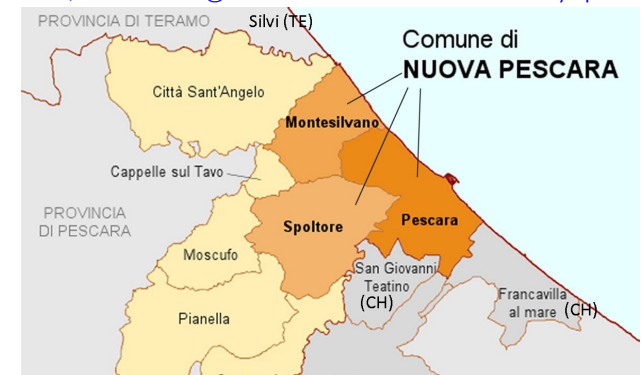 PROVINCIA DI TERAMO
Silvi (TE)
Comune di
NUOVA PESCARA
Città Sant'Angelo
Montesilvano
Cappelle sul Tavo
PROVINCIA
DI PESCARA
Spoltore
Pescara
Moscufo
San Giovanni
Teatino
(CH)
Francavilla
al mare (CH)
Pianella